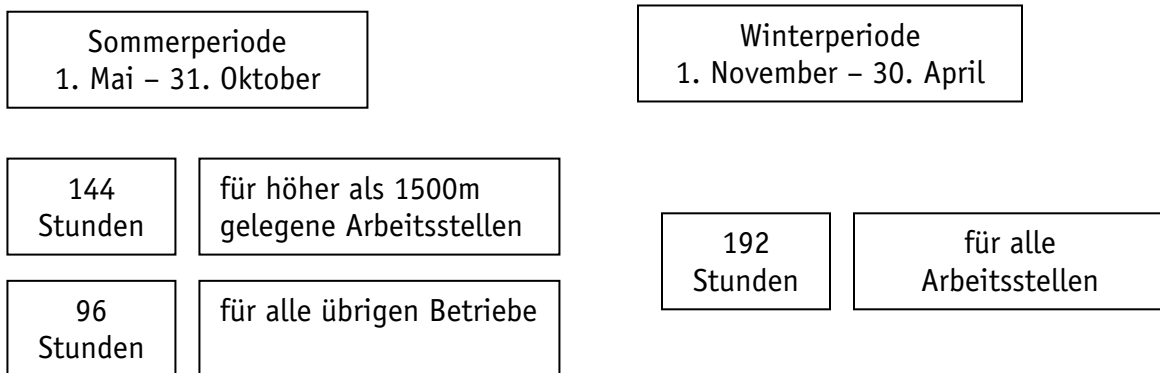 Sommerperiode
1. Mai – 31. Oktober
Winterperiode
1. November – 30. April
144
Stunden
für höher als 1500m
gelegene Arbeitsstellen
96
Stunden
für alle übrigen Betriebe
192
Stunden
für alle
Arbeitsstellen